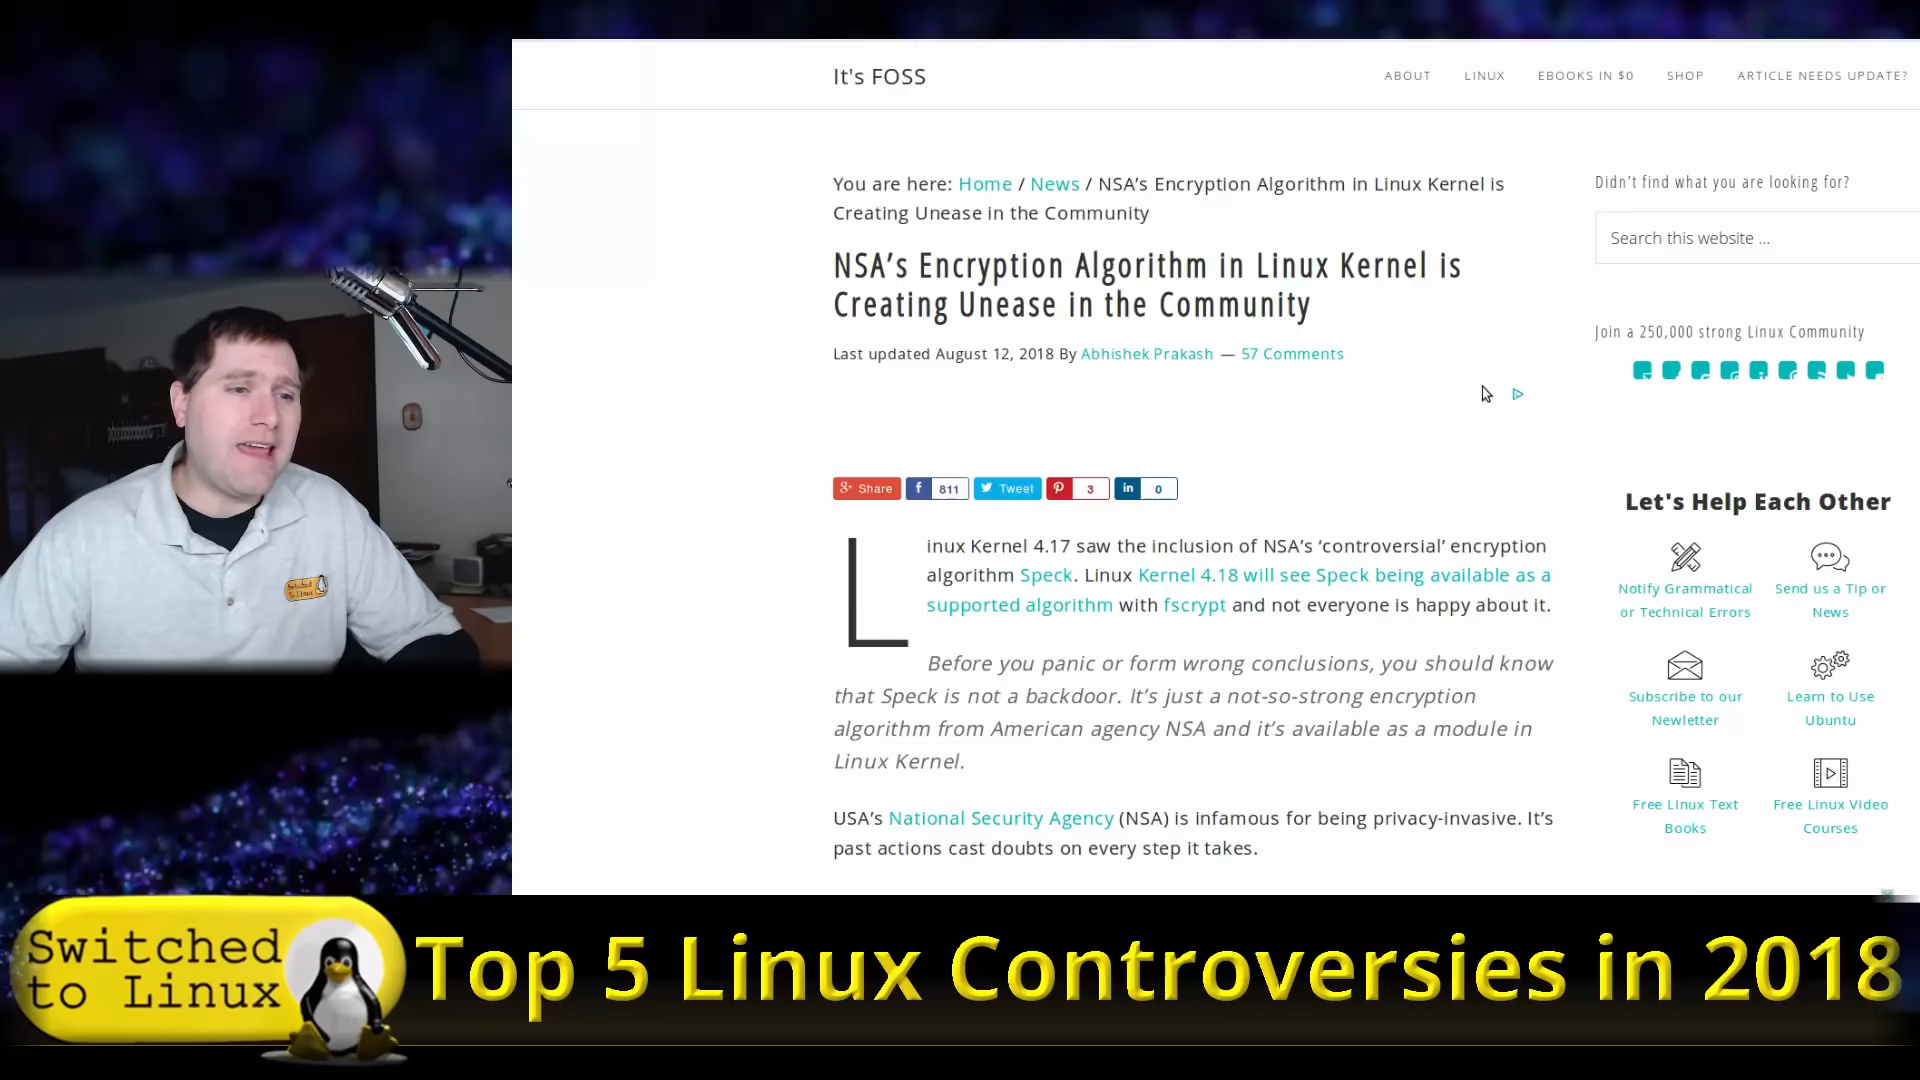 It's FOSS
ABOUT LINUX EBOOKS IN $0 SHOP ARTICLE NEEDS UPDATE?
You are here: Home / News / NSA’s Encryption Algorithm in Linux Kernel is
Creating Unease in the Community
NSA’s Encryption Algorithm in Linux Kernel is
Creating Unease in the Community
Last updated August 12, 2018 By Abhishek Prakash — 57 Comments
Share 811 Tweet 3 0
Linux Kernel 4.17 saw the inclusion of NSA’s ‘controversial’ encryption
algorithm Speck. Linux Kernel 4.18 will see Speck being available as a
supported algorithm with fscrypt and not everyone is happy about it.
Before you panic or form wrong conclusions, you should know
that Speck is not a backdoor. It’s just a not-so-strong encryption
algorithm from American agency NSA and it’s available as a module in
Linux Kernel.
USA’s National Security Agency (NSA) is infamous for being privacy-invasive. It’s
past actions cast doubts on every step it takes.
Didn’t find what you are looking for?
Search this website ...
Join a 250,000 strong Linux Community
Let's Help Each Other
Notify Grammatical
or Technical Errors
Send us a Tip or
News
Subscribe to our
Newletter
Learn to Use
Ubuntu
Free Linux Text
Books
Free Linux Video
Courses
Switched
to Linux
Top 5 Linux Controversies in 2018